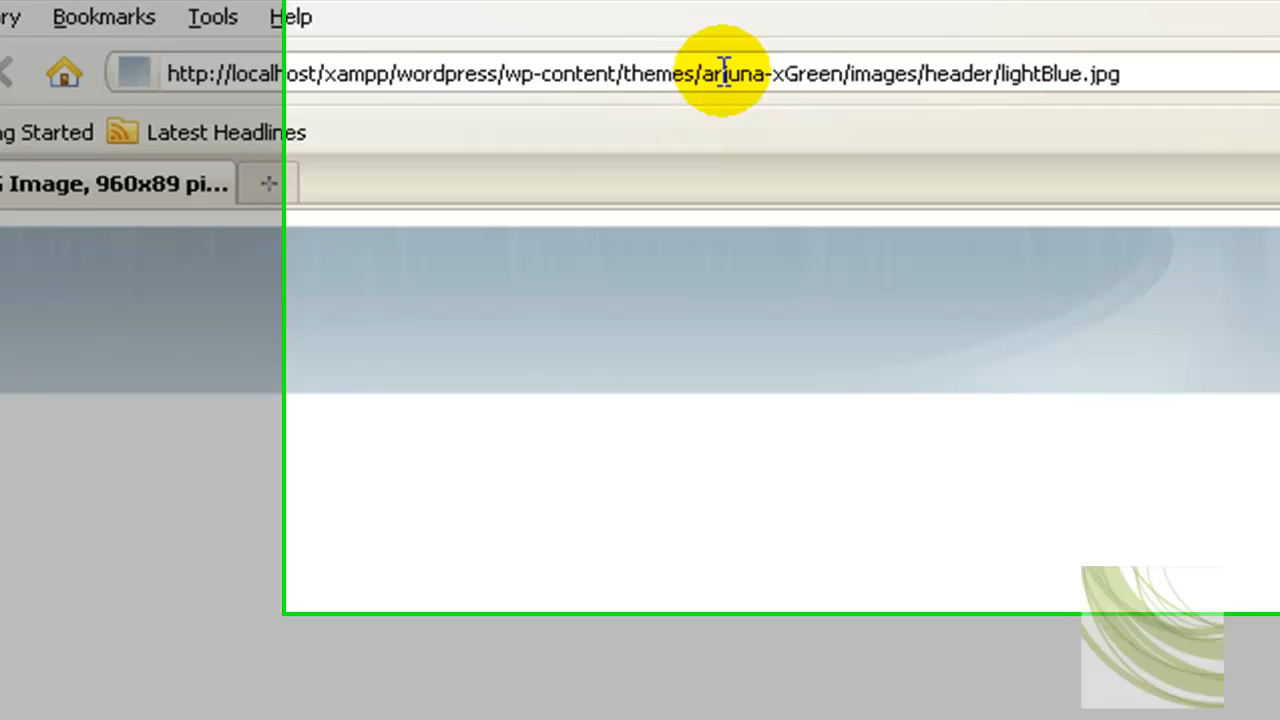 ry Bookmarks Tools Help
http://localhost/xampp/wordpress/wp-content/themes/arjuna-xGreen/images/header/lightBlue.jpg
ng Started Latest Headlines
G Image, 960x89 pi...